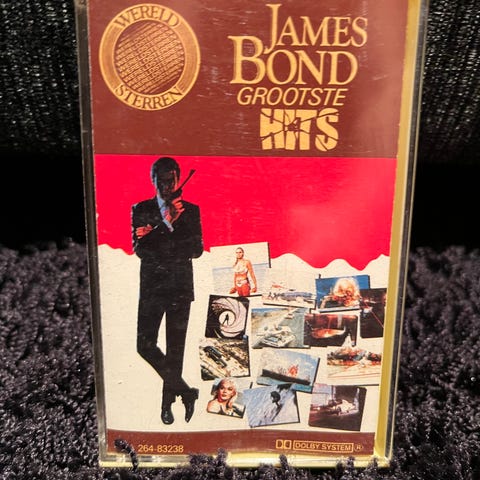 WERELD
STERREN
JAMES
BOND
GROOTSTE
HITS
264-83238
DOLBY SYSTEM